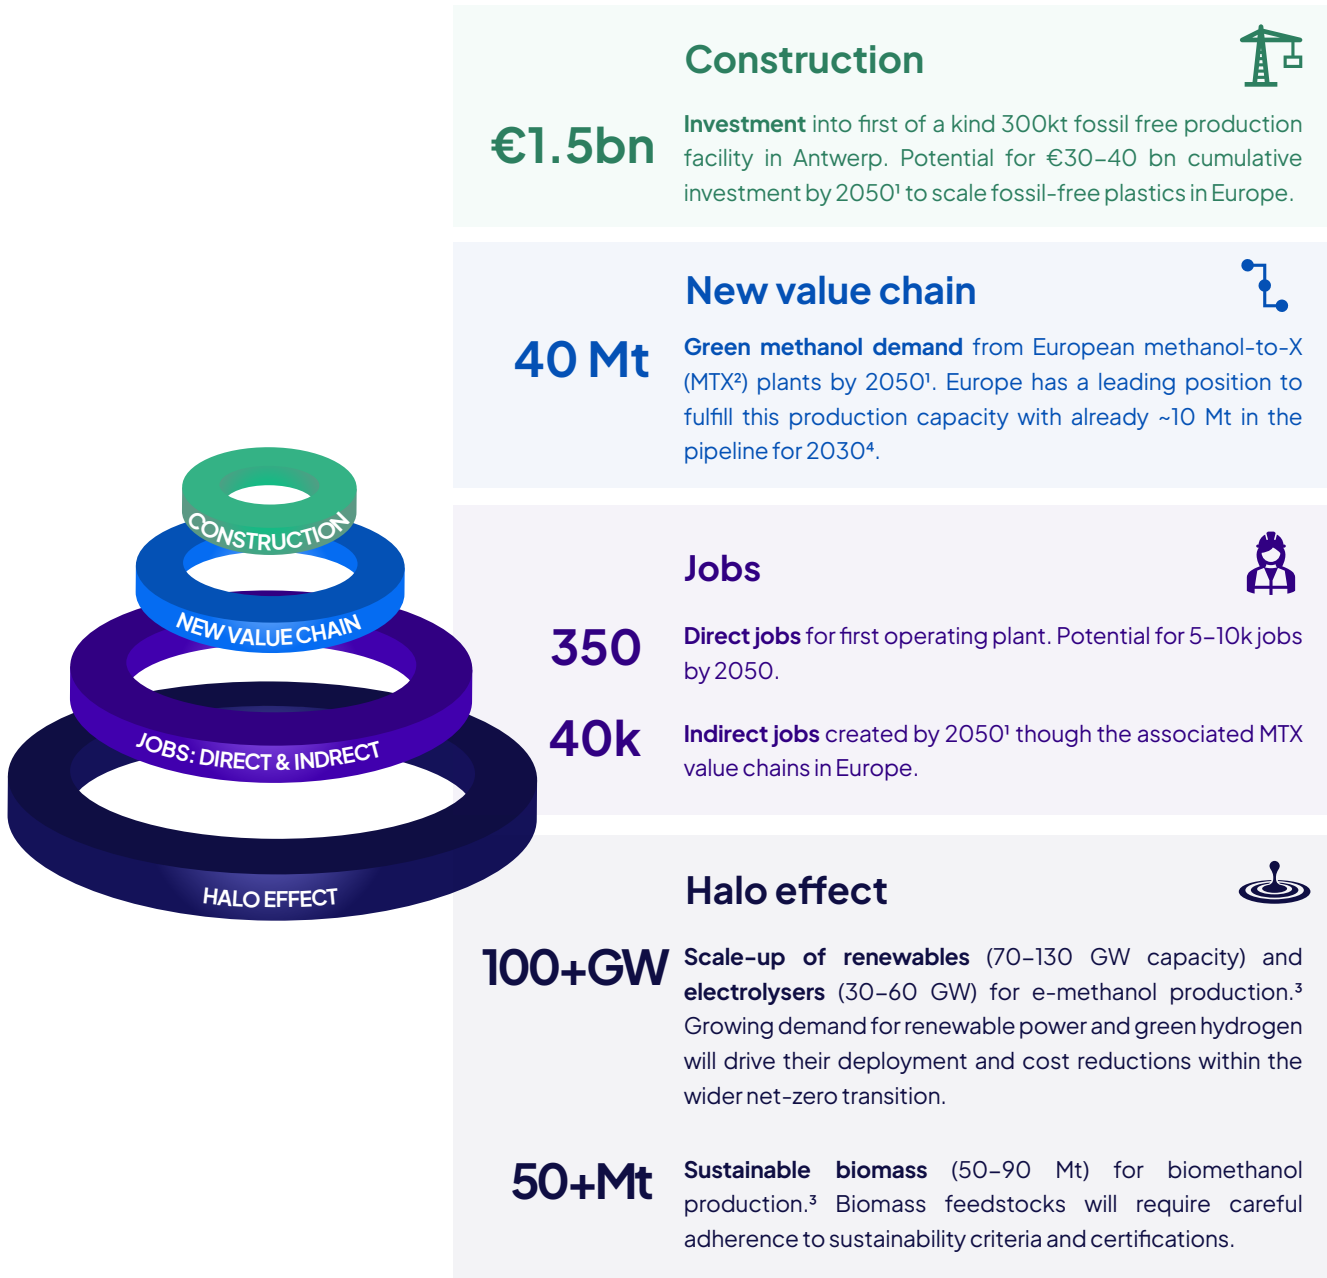 Construction
€1.5bn
Investment into first of a kind 300kt fossil free production
facility in Antwerp. Potential for €30–40 bn cumulative
investment by 2050¹ to scale fossil-free plastics in Europe.
New value chain
40 Mt
Green methanol demand from European methanol-to-X
(MTX²) plants by 2050¹. Europe has a leading position to
fulfill this production capacity with already ~10 Mt in the
pipeline for 2030⁴.
CONSTRUCTION
NEW VALUE CHAIN
JOBS: DIRECT & INDRECT
HALO EFFECT
Jobs
350
Direct jobs for first operating plant. Potential for 5–10k jobs
by 2050.
40k
Indirect jobs created by 2050¹ though the associated MTX
value chains in Europe.
Halo effect
100+GW
Scale-up of renewables (70–130 GW capacity) and
electrolysers (30–60 GW) for e-methanol production.³
Growing demand for renewable power and green hydrogen
will drive their deployment and cost reductions within the
wider net-zero transition.
50+Mt
Sustainable biomass (50–90 Mt) for biomethanol
production.³ Biomass feedstocks will require careful
adherence to sustainability criteria and certifications.